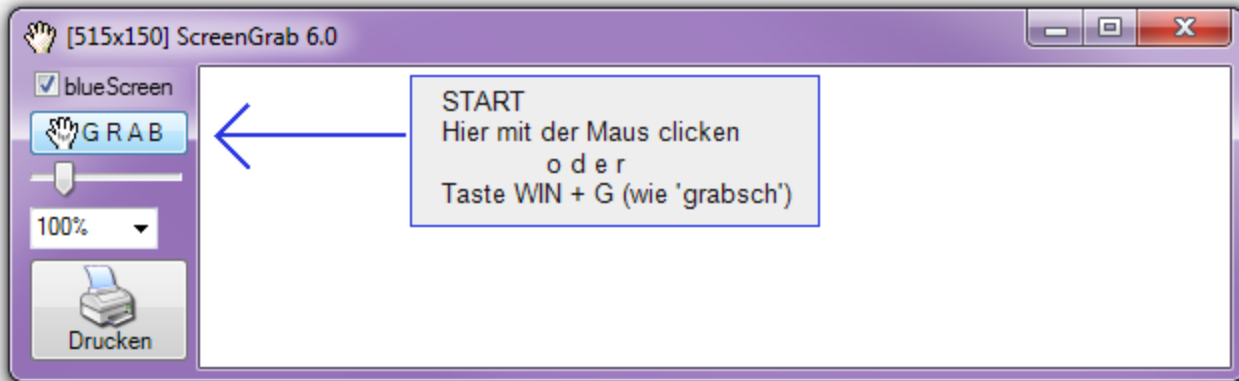 [515x150] ScreenGrab 6.0
blueScreen
G R A B
100%
Drucken
START
Hier mit der Maus clicken
o d e r
Taste WIN + G (wie 'grabsch')